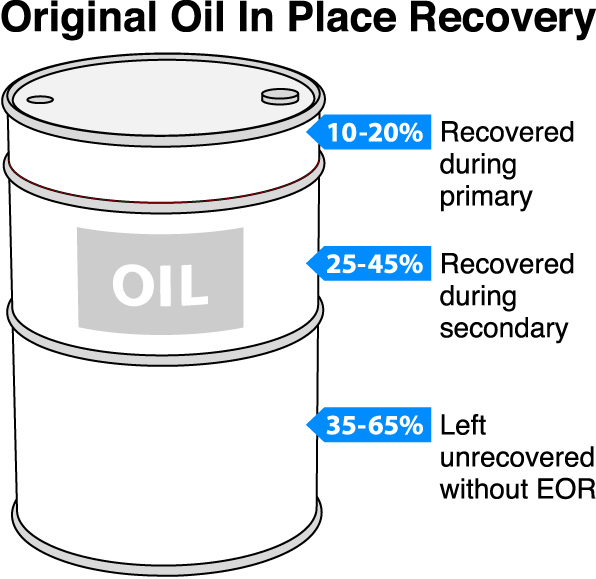 Original Oil In Place Recovery
10-20% Recovered
during
primary
OIL
25-45% Recovered
during
secondary
35-65% Left
unrecovered
without EOR